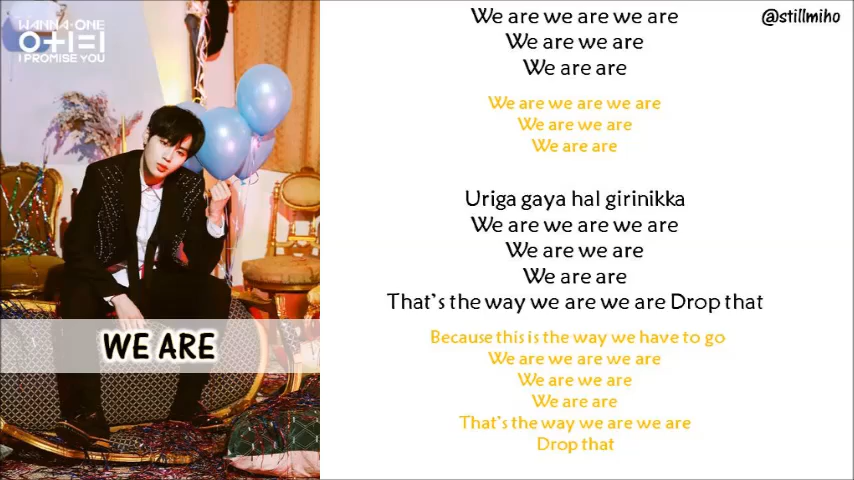 WANNA·ONE
I PROMISE YOU
WE ARE
@stillmiho
We are we are we are
We are we are
We are are
We are we are we are
We are we are
We are are
Uriga gaya hal girinikka
We are we are we are
We are we are
We are are
That's the way we are we are Drop that
Because this is the way we have to go
We are we are we are
We are we are
We are are
That's the way we are we are
Drop that